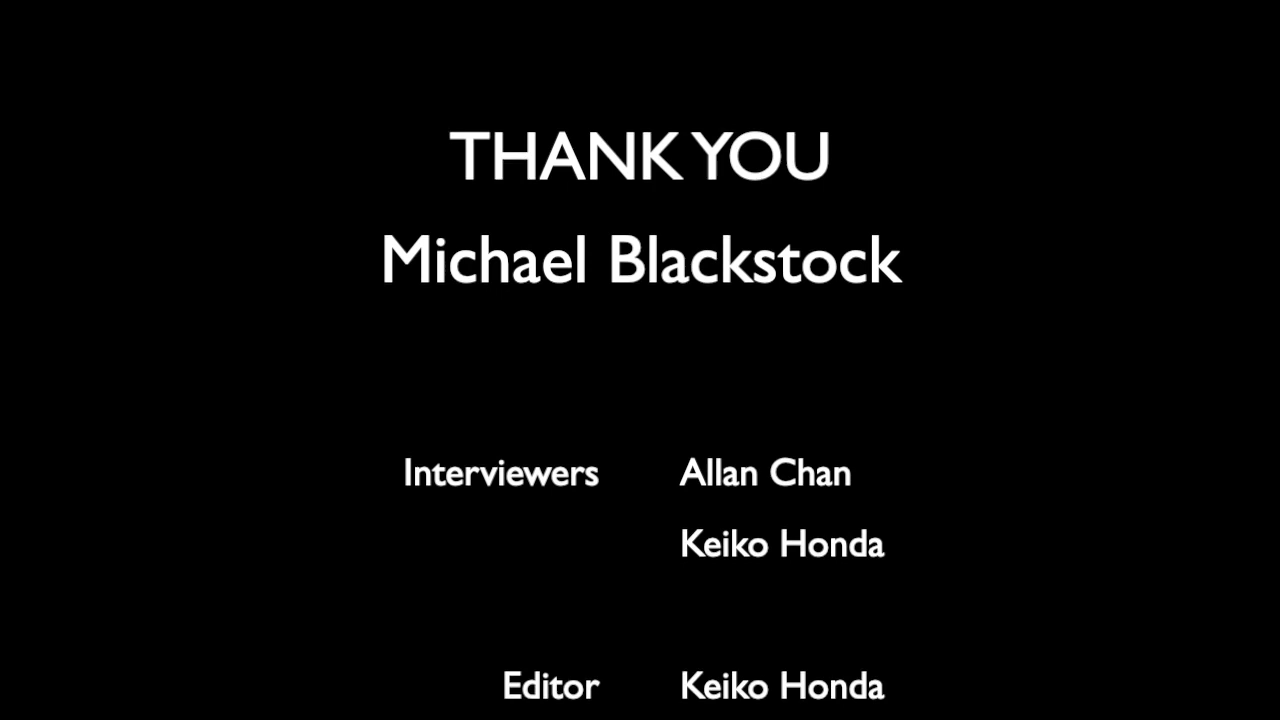 THANK YOU
Michael Blackstock
Interviewers Allan Chan
Keiko Honda
Editor Keiko Honda